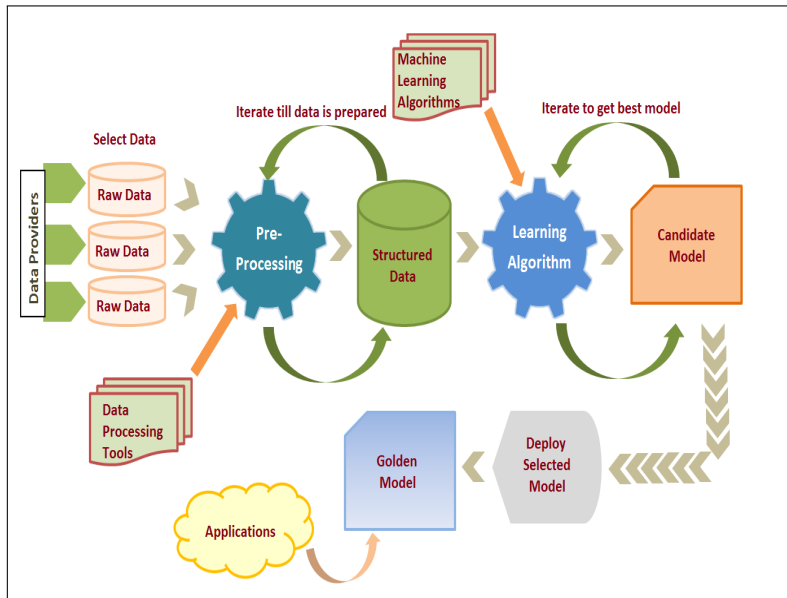 Machine
Learning
Algorithms
Iterate till data is prepared
Iterate to get best model
Select Data
Data Providers
Raw Data
Raw Data
Raw Data
Pre-
Processing
Structured
Data
Learning
Algorithm
Candidate
Model
Data
Processing
Tools
Golden
Model
Deploy
Selected
Model
Applications